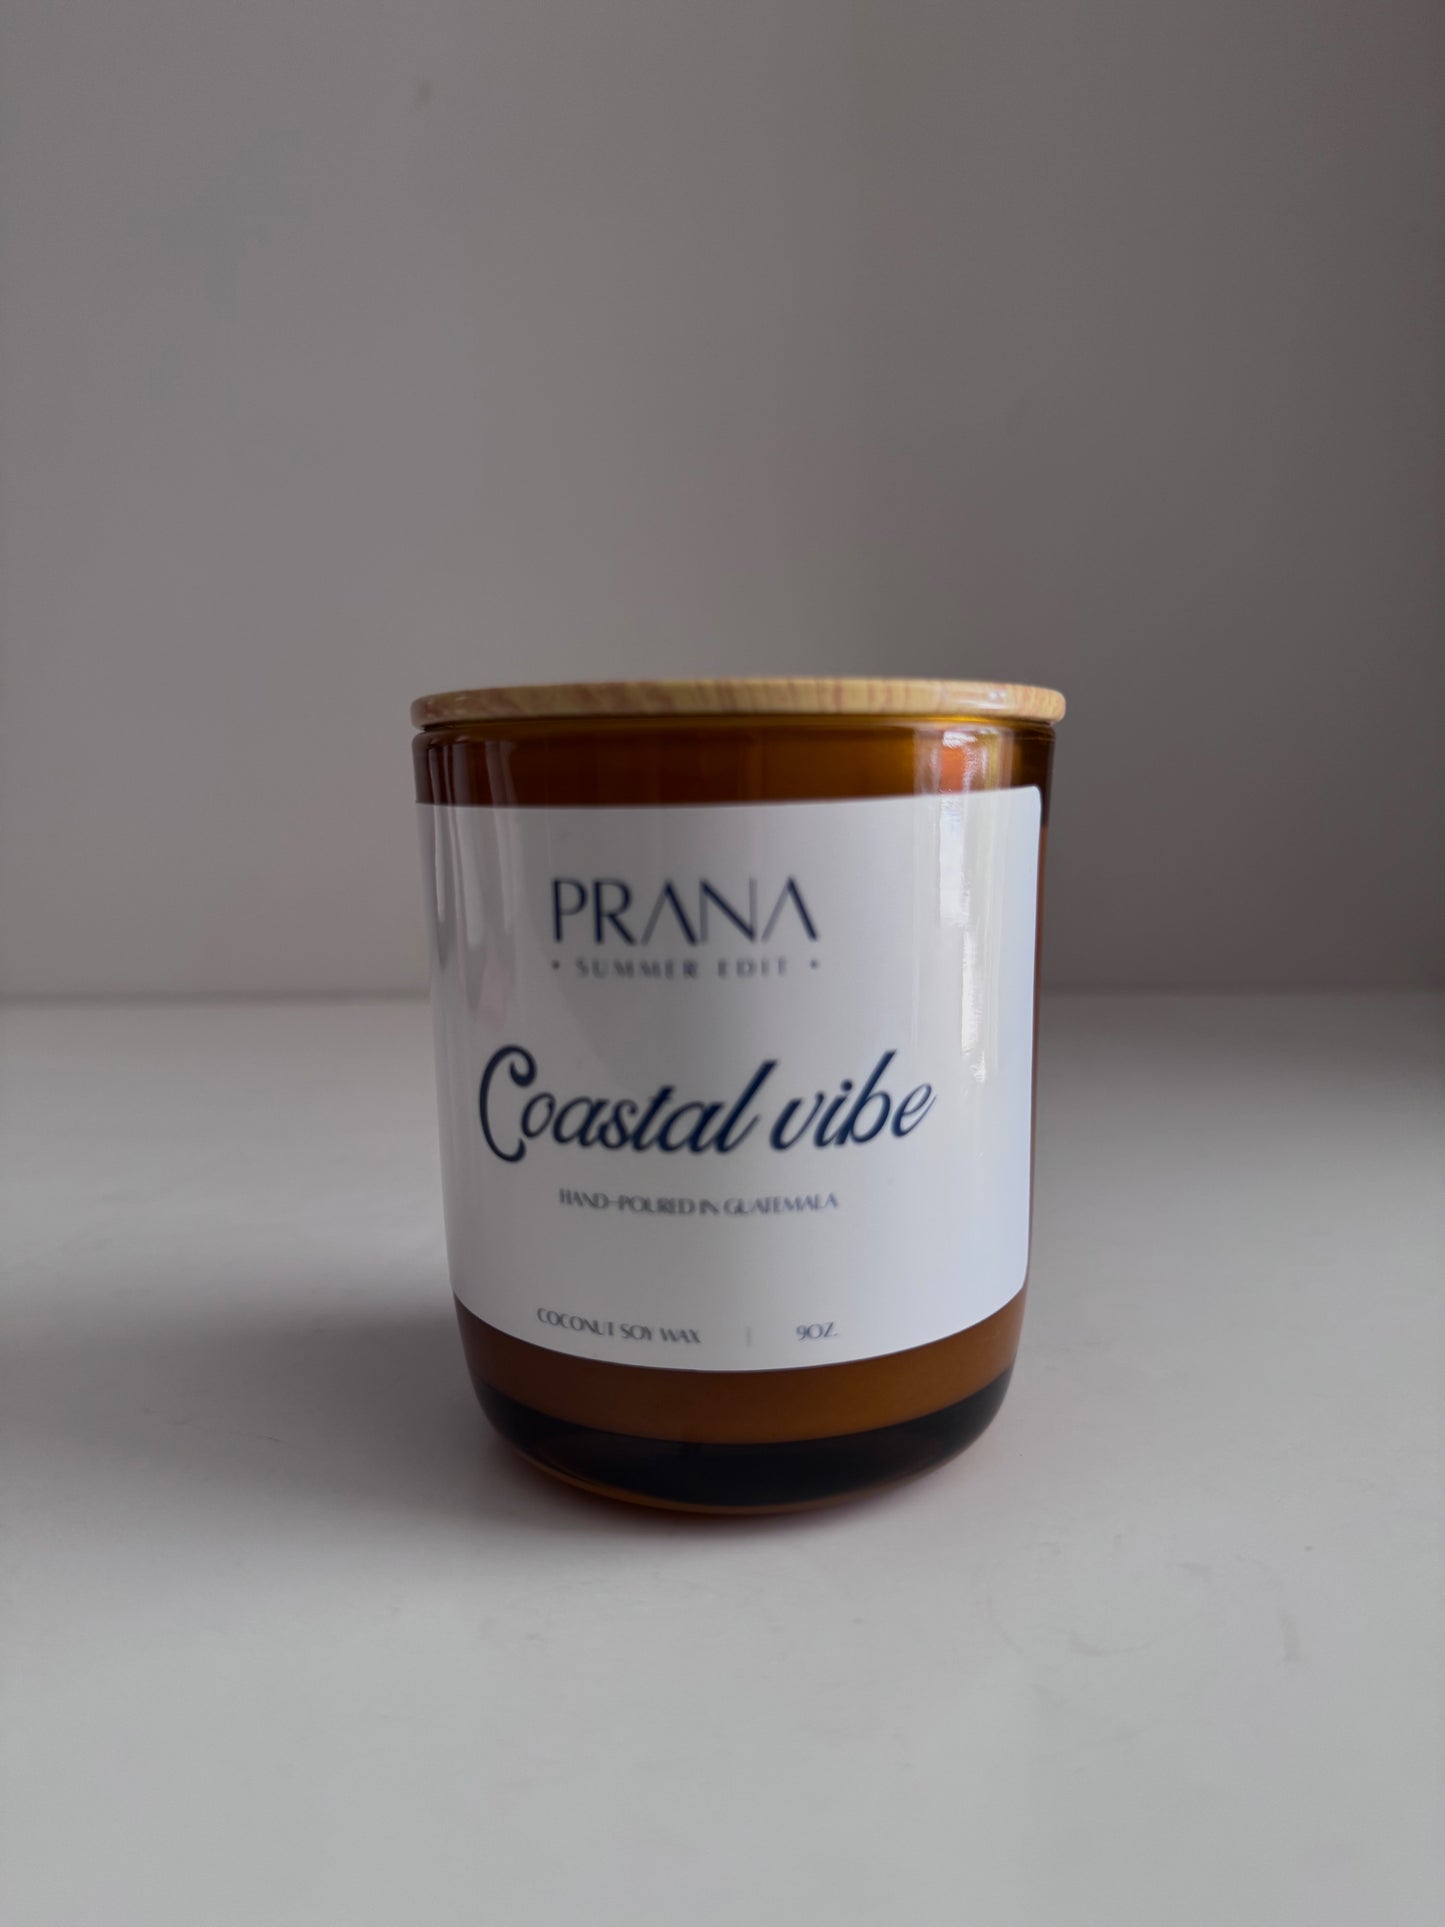 PRANA
• SUMMER EDIT •
Coastal vibe
HAND-POURED IN GUATEMALA
COCONUT SOY WAX | 9OZ.